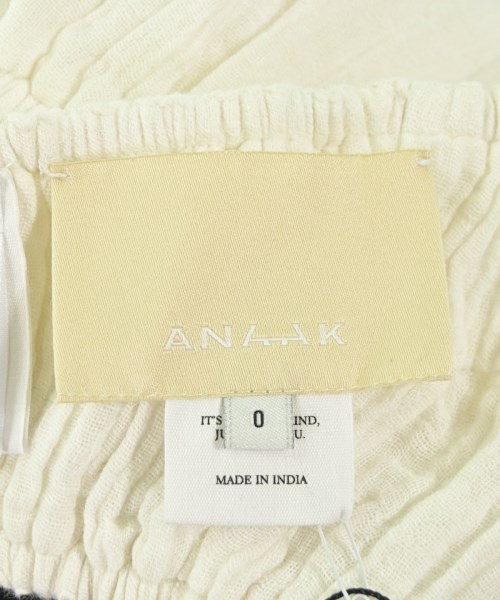 ANAAK
0
IT'S IND,
JU U.
MADE IN INDIA